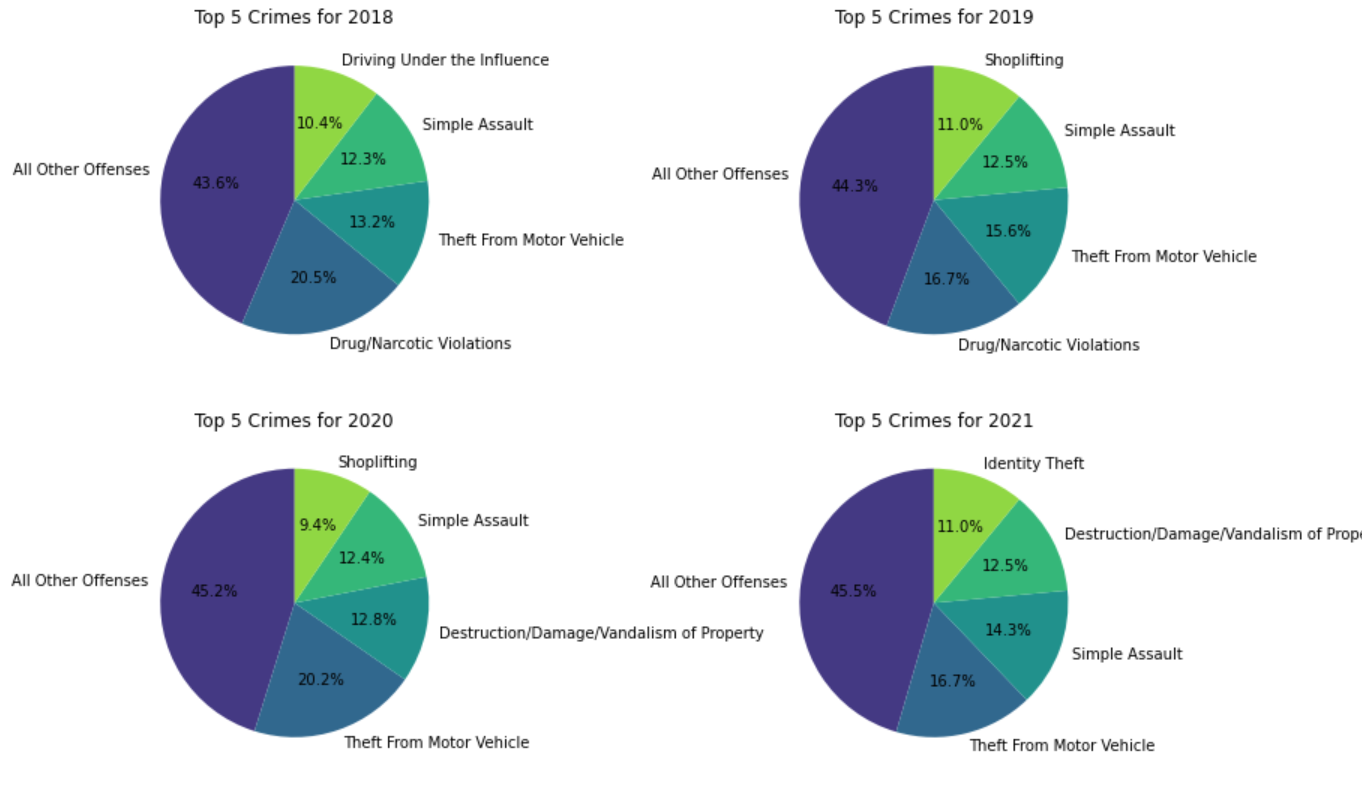 Top 5 Crimes for 2018
Driving Under the Influence
10.4%
Simple Assault
12.3%
All Other Offenses
43.6%
13.2%
Theft From Motor Vehicle
20.5%
Drug/Narcotic Violations
Top 5 Crimes for 2019
Shoplifting
11.0%
Simple Assault
12.5%
All Other Offenses
44.3%
15.6%
Theft From Motor Vehicle
16.7%
Drug/Narcotic Violations
Top 5 Crimes for 2020
Shoplifting
9.4%
Simple Assault
12.4%
All Other Offenses
45.2%
12.8%
Destruction/Damage/Vandalism of Property
20.2%
Theft From Motor Vehicle
Top 5 Crimes for 2021
Identity Theft
11.0%
Destruction/Damage/Vandalism of Prope
12.5%
All Other Offenses
45.5%
14.3%
Simple Assault
16.7%
Theft From Motor Vehicle